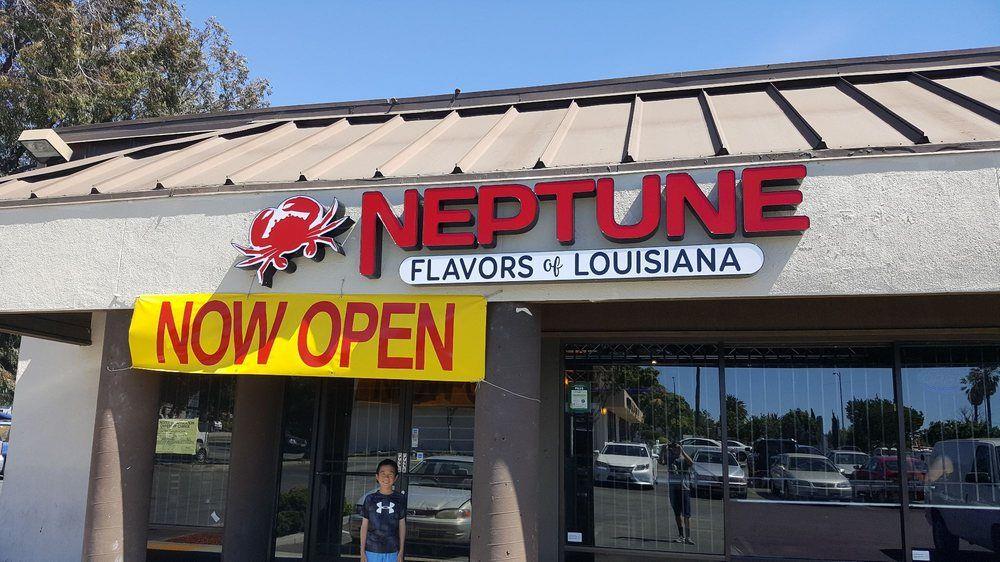 NEPTUNE
FLAVORS of LOUISIANA
NOW OPEN